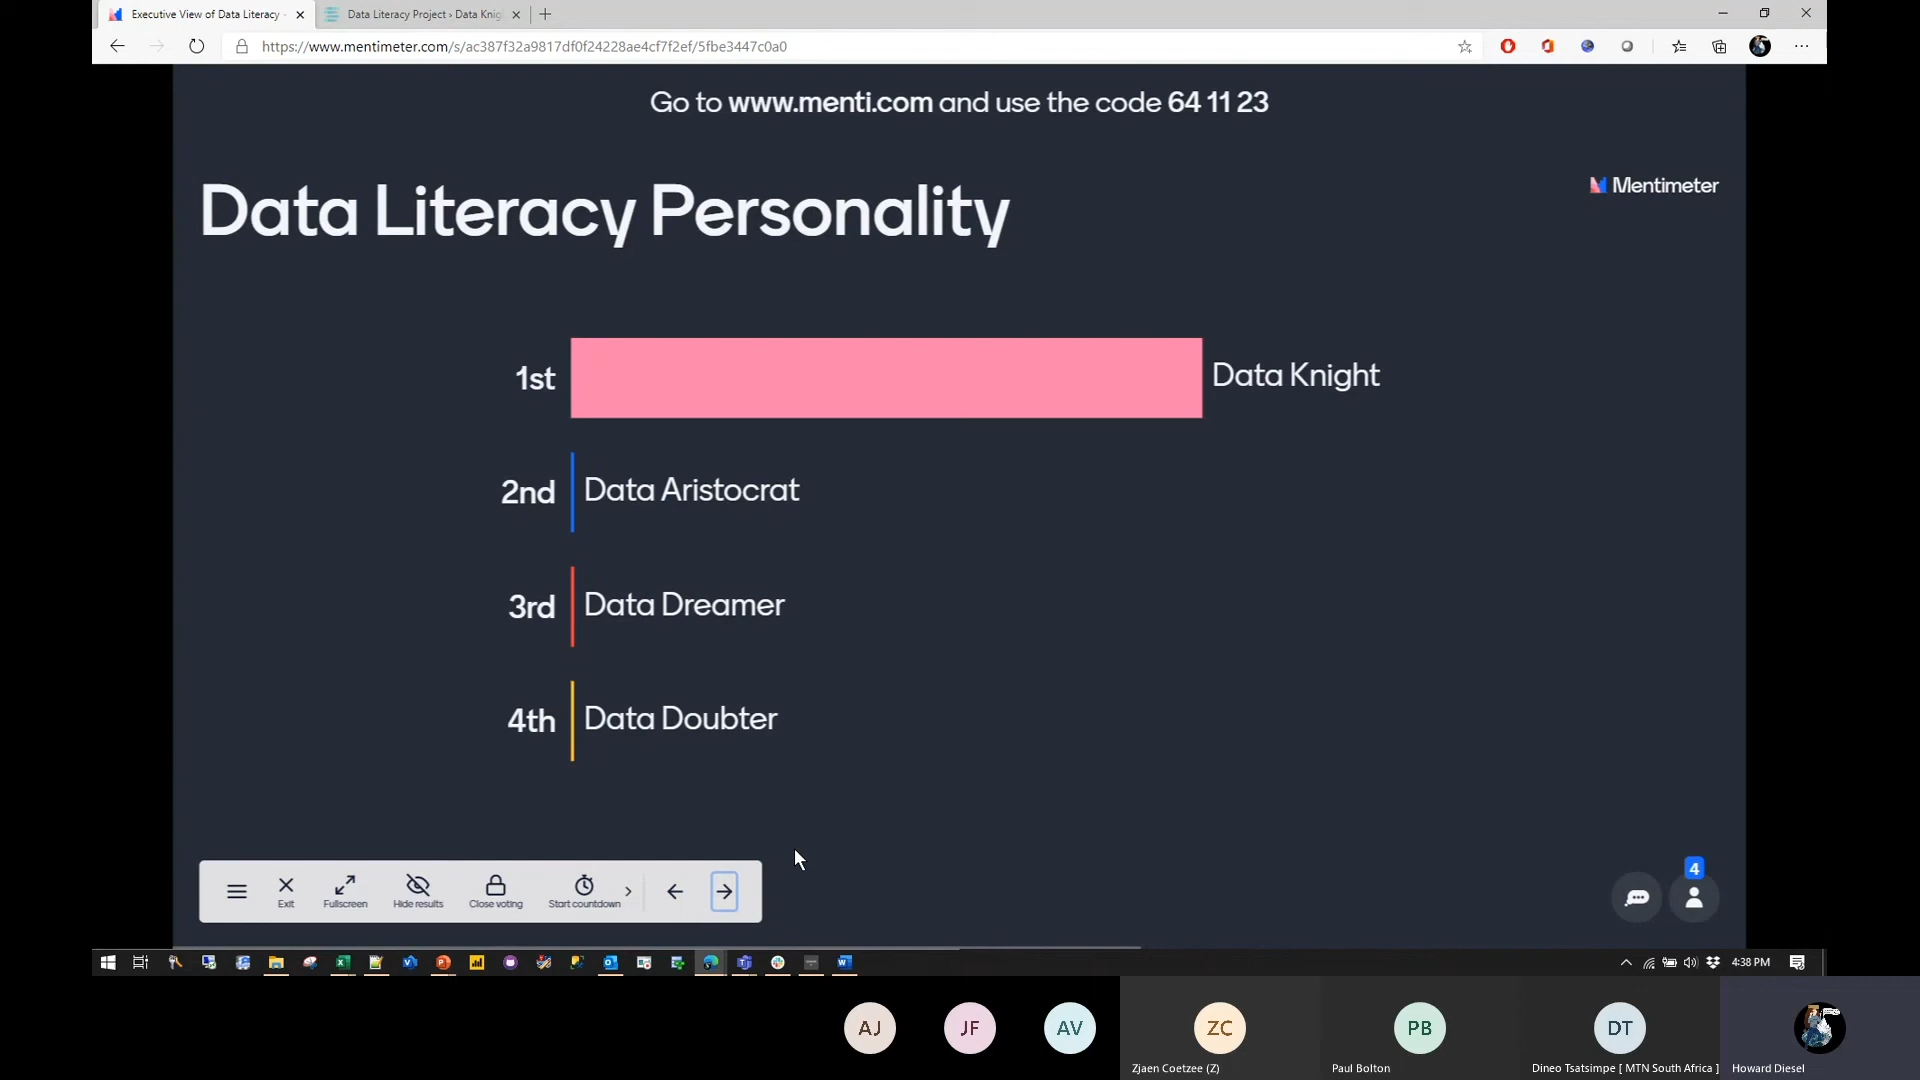 Executive View of Data Literacy -
Data Literacy Project › Data Knig
https://www.mentimeter.com/s/ac387f32a9817df0f24228ae4cf7f2ef/5fbe3447c0a0
Go to www.menti.com and use the code 64 11 23
Mentimeter
Data Literacy Personality
1st
Data Knight
2nd
Data Aristocrat
3rd
Data Dreamer
4th
Data Doubter
4
Exit
Fullscreen
Hide results
Close voting
Start countdown
4:38 PM
AJ
JF
AV
ZC
PB
DT
Zjaen Coetzee (Z)
Paul Bolton
Dineo Tsatsimpe [ MTN South Africa ]
Howard Diesel